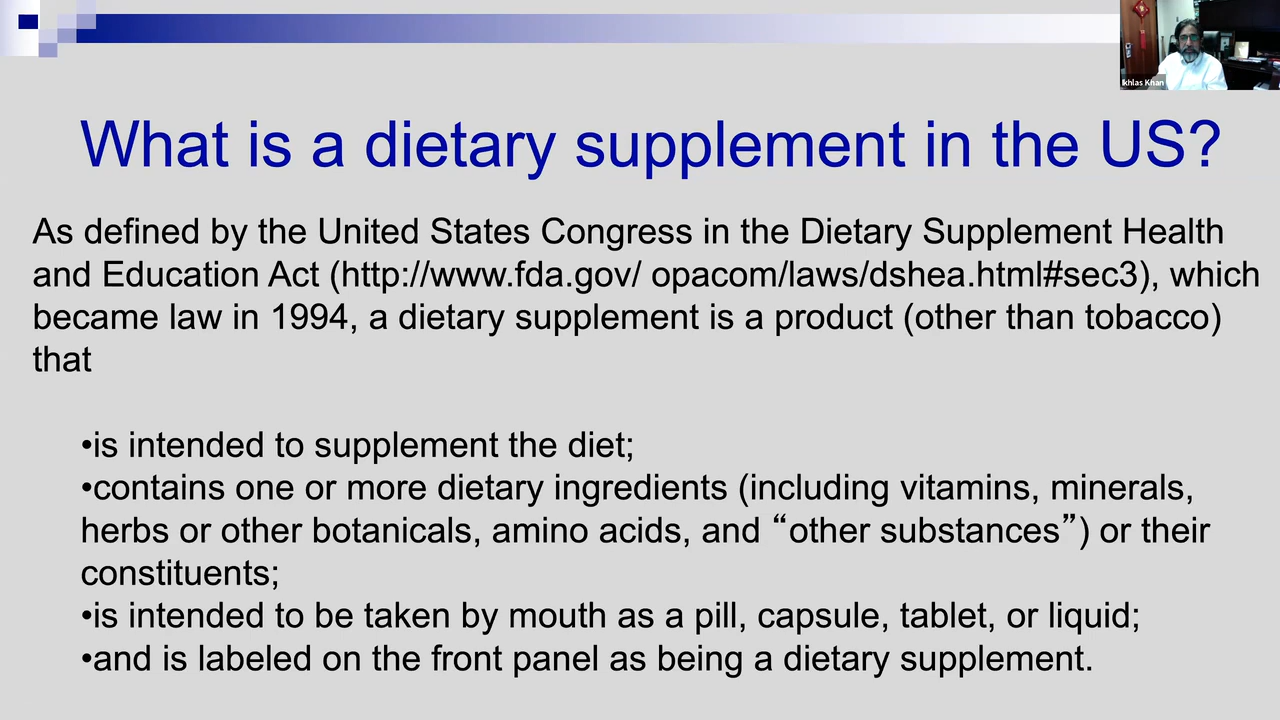 Ikhlas Khan
What is a dietary supplement in the US?
As defined by the United States Congress in the Dietary Supplement Health
and Education Act (http://www.fda.gov/ opacom/laws/dshea.html#sec3), which
became law in 1994, a dietary supplement is a product (other than tobacco)
that
•is intended to supplement the diet;
•contains one or more dietary ingredients (including vitamins, minerals,
herbs or other botanicals, amino acids, and “other substances”) or their
constituents;
•is intended to be taken by mouth as a pill, capsule, tablet, or liquid;
•and is labeled on the front panel as being a dietary supplement.